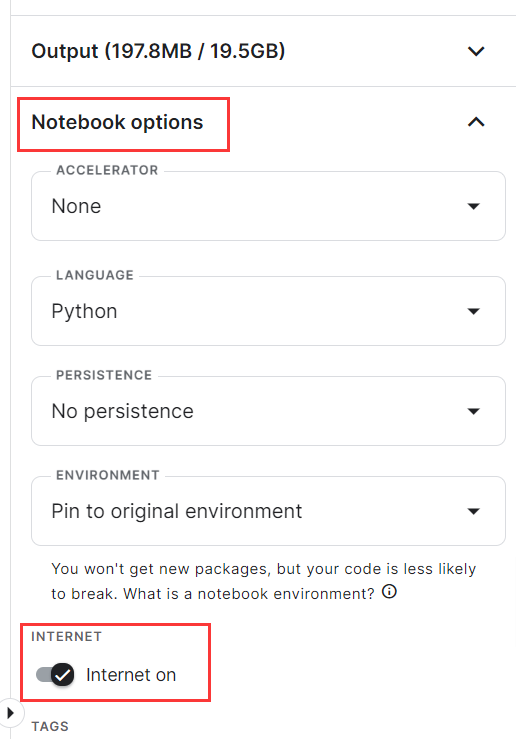 Output (197.8MB / 19.5GB)
Notebook options
ACCELERATOR
None
LANGUAGE
Python
PERSISTENCE
No persistence
ENVIRONMENT
Pin to original environment
You won't get new packages, but your code is less likely
to break. What is a notebook environment?
INTERNET
Internet on
TAGS